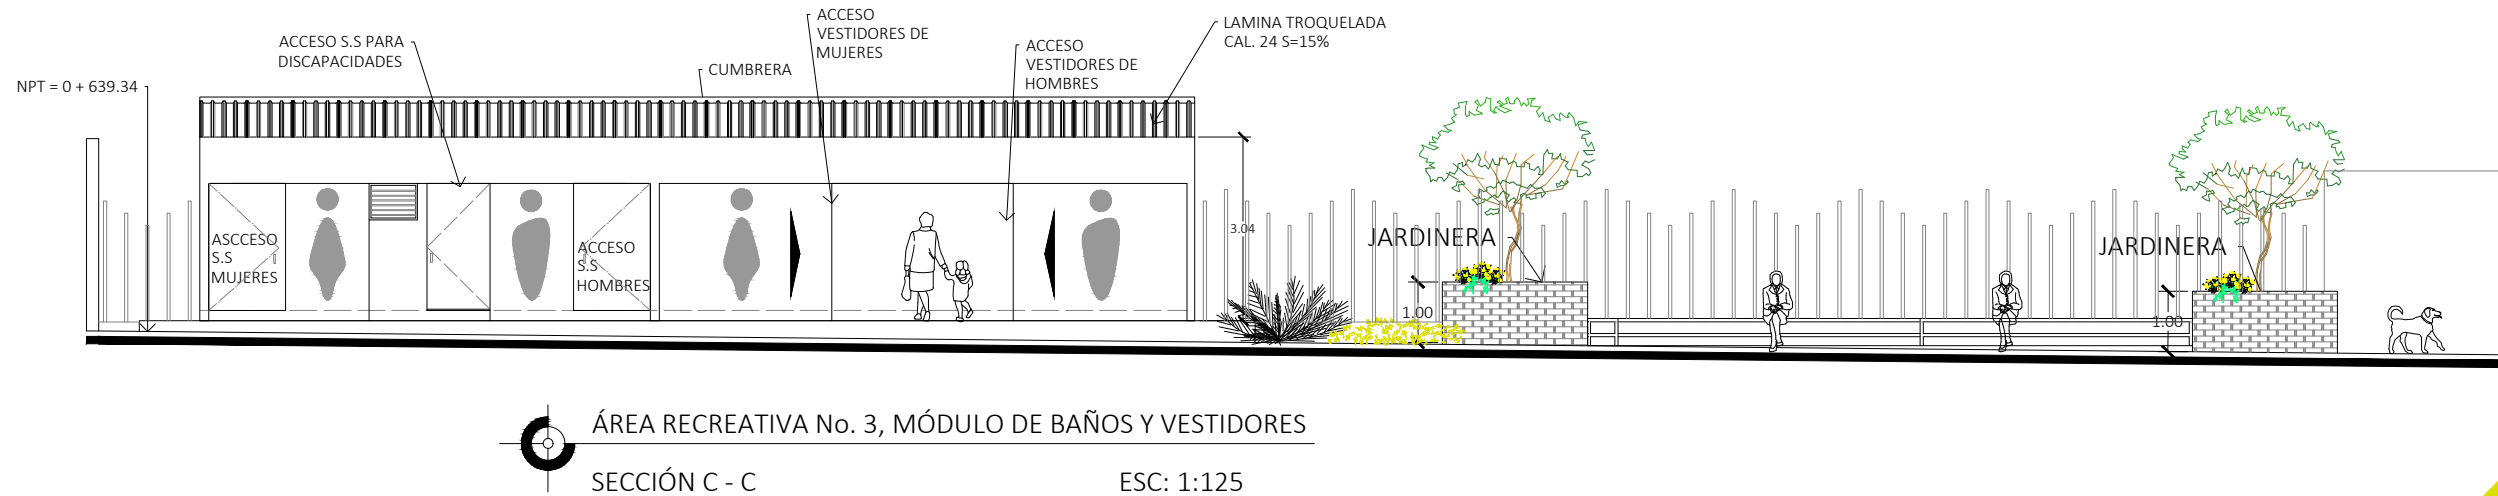 ACCESO
VESTIDORES DE
MUJERES
LAMINA TROQUELADA
CAL. 24 S=15%
ACCESO S.S PARA
DISCAPACIDADES
ACCESO
VESTIDORES DE
HOMBRES
CUMBRERA
NPT = 0 + 639.34
ASCCESO
S.S
MUJERES
ACCESO
S.S
HOMBRES
3.04
JARDINERA
JARDINERA
1.00
1.00
ÁREA RECREATIVA No. 3, MÓDULO DE BAÑOS Y VESTIDORES
SECCIÓN C - C
ESC: 1:125